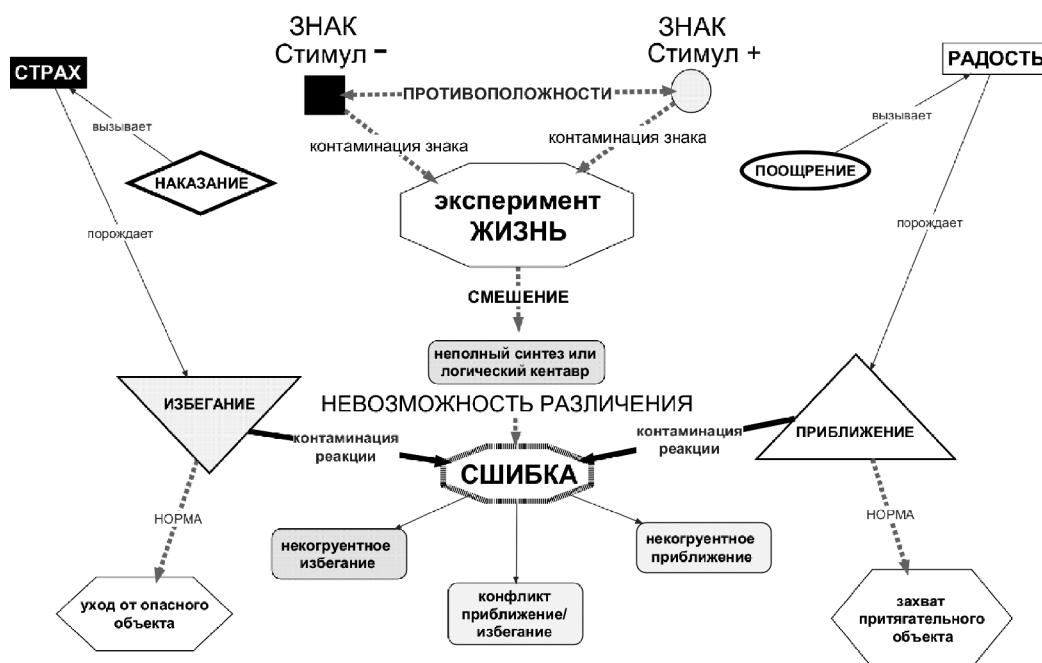 ЗНАК
Стимул -
ЗНАК
Стимул +
СТРАХ
РАДОСТЬ
ПРОТИВОПОЛОЖНОСТИ
вызывает
вызывает
контаминация знака
контаминация знака
НАКАЗАНИЕ
ПООЩРЕНИЕ
эксперимент
ЖИЗНЬ
порождает
порождает
СМЕШЕНИЕ
неполный синтез или
логический кентавр
ИЗБЕГАНИЕ
НЕВОЗМОЖНОСТЬ РАЗЛИЧЕНИЯ
ПРИБЛИЖЕНИЕ
контаминация
реакции
контаминация
реакции
СШИБКА
НОРМА
НОРМА
некогруентное
избегание
некогруентное
приближение
уход от опасного
объекта
конфликт
приближение/
избегание
захват
притягательного
объекта